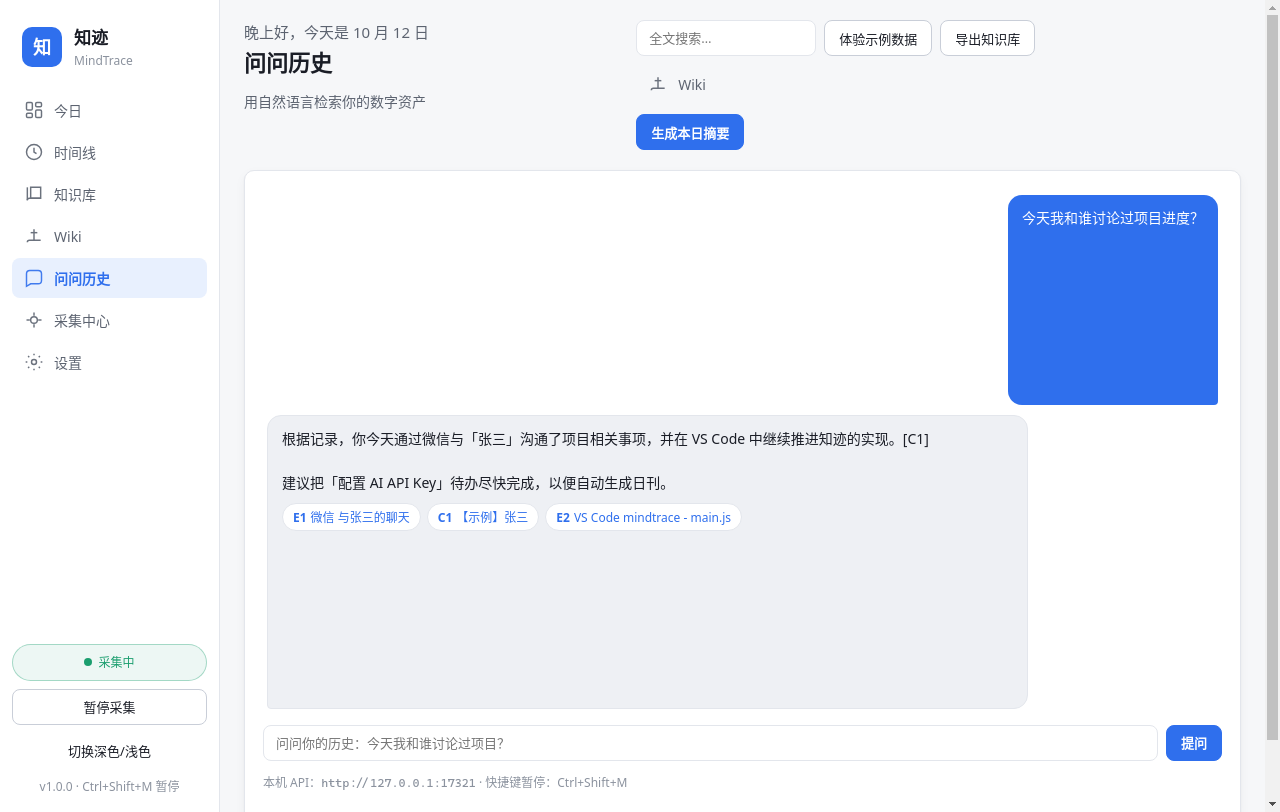 知
知迹
MindTrace
今日
时间线
知识库
Wiki
问问历史
采集中心
设置
采集中
暂停采集
切换深色/浅色
v1.0.0 · Ctrl+Shift+M 暂停
晚上好，今天是 10 月 12 日
问问历史
用自然语言检索你的数字资产
全文搜索...
体验示例数据
导出知识库
Wiki
生成本日摘要
今天我和谁讨论过项目进度？
根据记录，你今天通过微信与「张三」沟通了项目相关事项，并在 VS Code 中继续推进知迹的实现。[C1]
建议把「配置 AI API Key」待办尽快完成，以便自动生成日刊。
E1 微信 与张三的聊天
C1 【示例】张三
E2 VS Code mindtrace - main.js
问问你的历史：今天我和谁讨论过项目？
提问
本机 API：http://127.0.0.1:17321 · 快捷键暂停：Ctrl+Shift+M